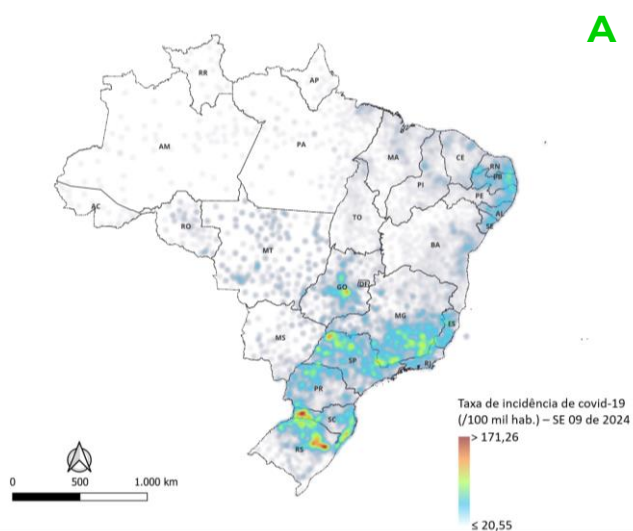 A
RR
AP
AM
PA
MA
CE
RN
PB
PI
PE
AC
AL
SE
TO
RO
BA
MT
GO
DF
MG
ES
MS
SP
RJ
PR
SC
RS
Taxa de incidência de covid-19
(/100 mil hab.) – SE 09 de 2024
> 171,26
≤ 20,55
0 500 1.000 km